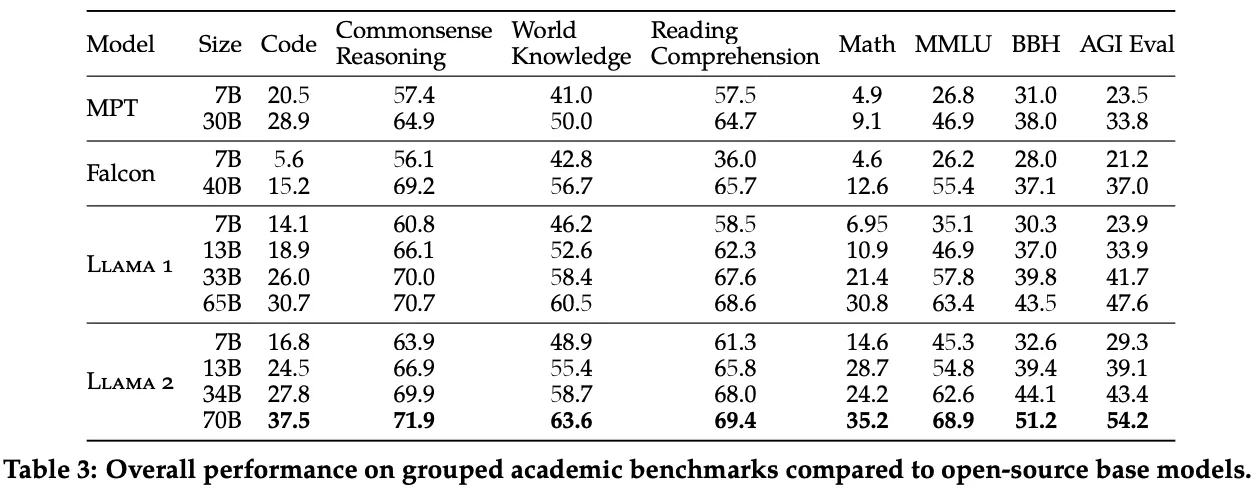 Model Size Code Commonsense Reasoning World Knowledge Reading Comprehension Math MMLU BBH AGI Eval
MPT 7B 20.5 57.4 41.0 57.5 4.9 26.8 31.0 23.5
30B 28.9 64.9 50.0 64.7 9.1 46.9 38.0 33.8
Falcon 7B 5.6 56.1 42.8 36.0 4.6 26.2 28.0 21.2
40B 15.2 69.2 56.7 65.7 12.6 55.4 37.1 37.0
Llama 1 7B 14.1 60.8 46.2 58.5 6.95 35.1 30.3 23.9
13B 18.9 66.1 52.6 62.3 10.9 46.9 37.0 33.9
33B 26.0 70.0 58.4 67.6 21.4 57.8 39.8 41.7
65B 30.7 70.7 60.5 68.6 30.8 63.4 43.5 47.6
Llama 2 7B 16.8 63.9 48.9 61.3 14.6 45.3 32.6 29.3
13B 24.5 66.9 55.4 65.8 28.7 54.8 39.4 39.1
34B 27.8 69.9 58.7 68.0 24.2 62.6 44.1 43.4
70B 37.5 71.9 63.6 69.4 35.2 68.9 51.2 54.2
Table 3: Overall performance on grouped academic benchmarks compared to open-source base models.